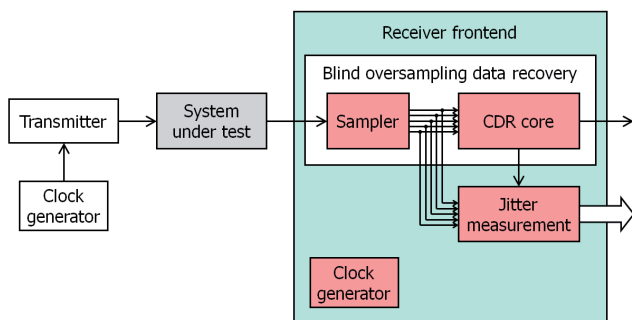 Receiver frontend
Blind oversampling data recovery
Transmitter
System
under test
Sampler
CDR core
Clock
generator
Jitter
measurement
Clock
generator